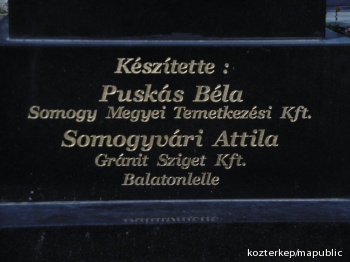 Készítette :
Puskás Béla
Somogy Megyei Temetkezési Kft.
Somogyvári Attila
Gránit Sziget Kft.
Balatonlelle
kozterkep/mapublic